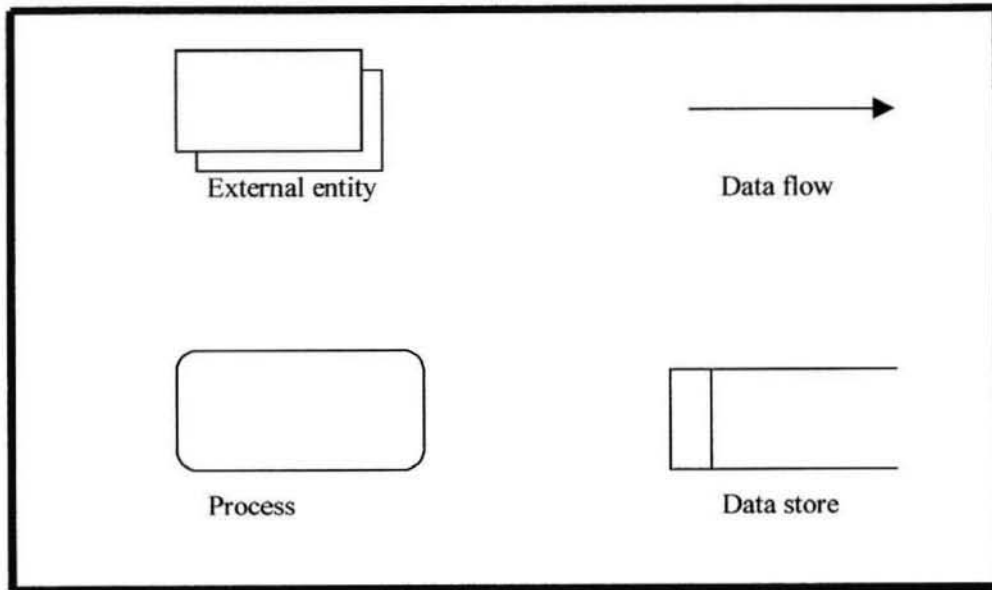 External entity
Data flow
Process
Data store